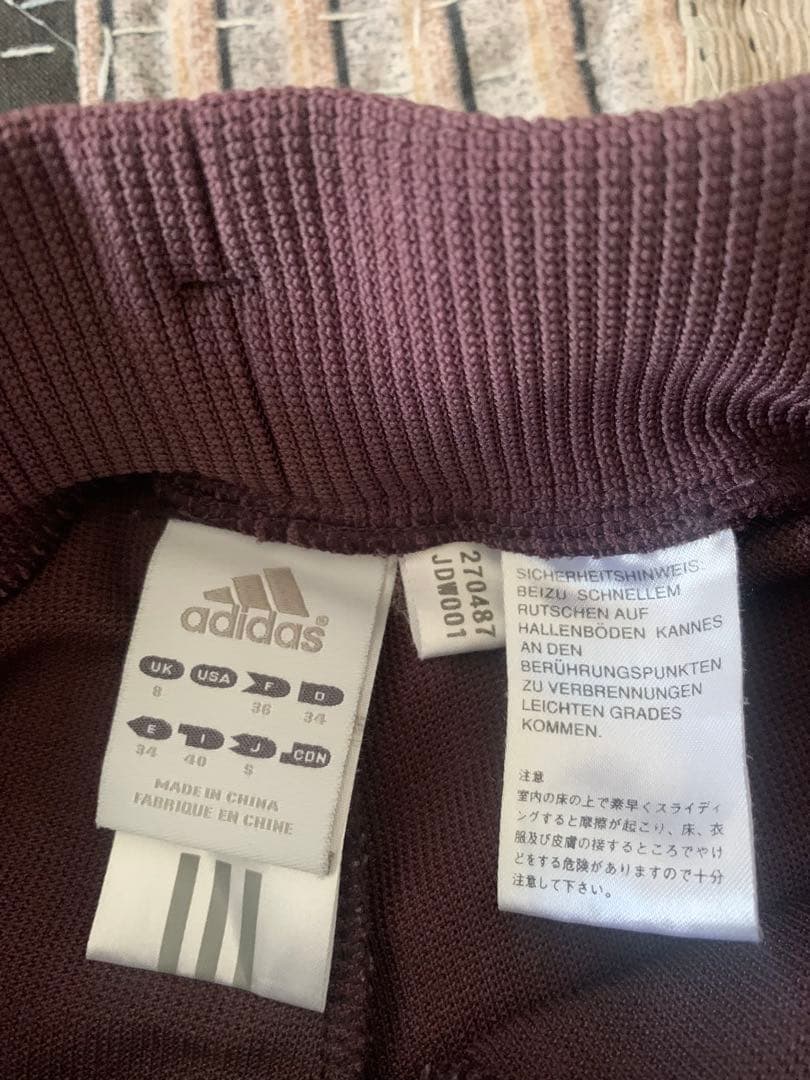 adidas®
UK USA F D
8 36 34
E I J CDN
34 40 S
MADE IN CHINA
FABRIQUE EN CHINE
270487
JDW001
SICHERHEITSHINWEIS:
BEIZU SCHNELLEM
RUTSCHEN AUF
HALLENBÖDEN KANNES
AN DEN
BERÜHRUNGSPUNKTEN
ZU VERBRENNUNGEN
LEICHTEN GRADES
KOMMEN.
注意
室内の床の上で素早くスライディ
ングすると摩擦が起こり、床、衣
服及び皮膚の接するところでやけ
どをする危険がありますので十分
注意して下さい。